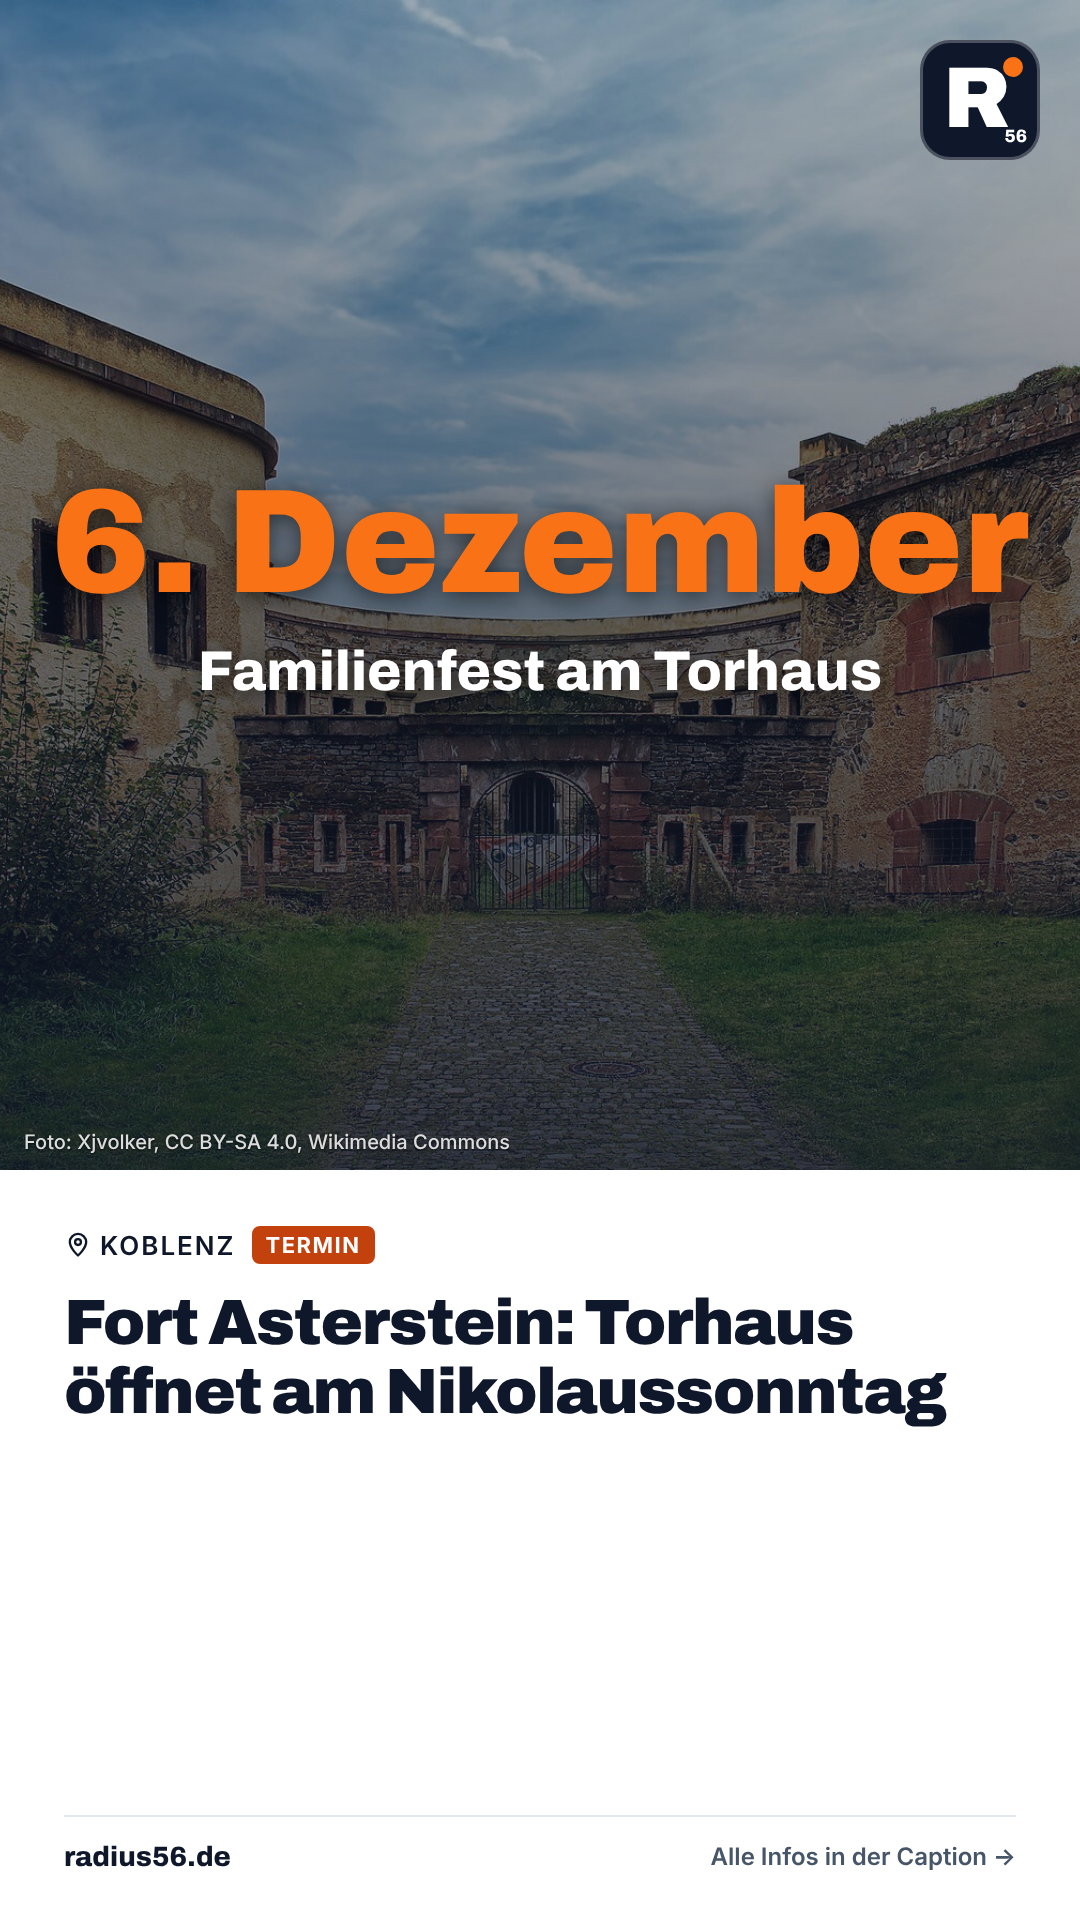 R
56
6. Dezember
Familienfest am Torhaus
Foto: Xjvolker, CC BY-SA 4.0, Wikimedia Commons
KOBLENZ TERMIN
Fort Asterstein: Torhaus
öffnet am Nikolaussonntag
radius56.de
Alle Infos in der Caption →